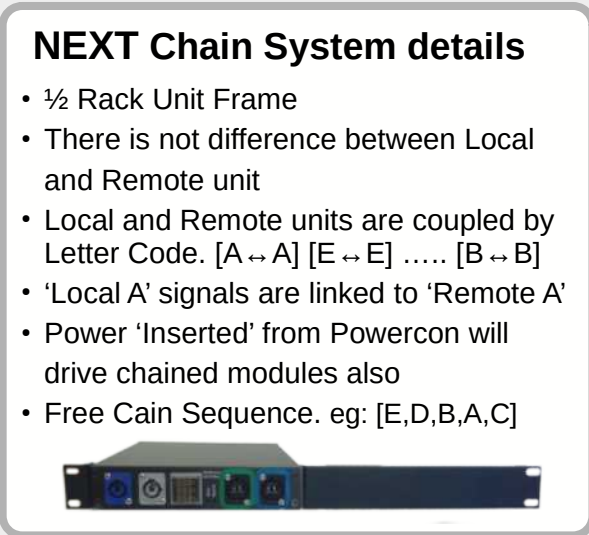 NEXT Chain System details
• ½ Rack Unit Frame
• There is not difference between Local
and Remote unit
• Local and Remote units are coupled by
Letter Code. [A↔A] [E↔E] ….. [B↔B]
• ‘Local A’ signals are linked to ‘Remote A’
• Power ‘Inserted’ from Powercon will
drive chained modules also
• Free Cain Sequence. eg: [E,D,B,A,C]